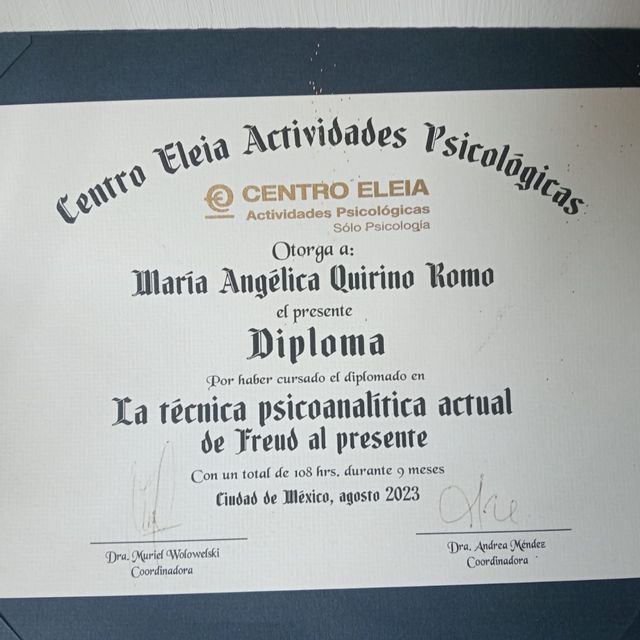 Centro Eleia Actividades Psicológicas
CENTRO ELEIA
Actividades Psicológicas
Sólo Psicología
Otorga a:
María Angélica Quirino Romo
el presente
Diploma
Por haber cursado el diplomado en
La técnica psicoanalítica actual
de Freud al presente
Con un total de 108 hrs. durante 9 meses
Ciudad de México, agosto 2023
Dra. Muriel Wolowelski
Coordinadora
Dra. Andrea Méndez
Coordinadora